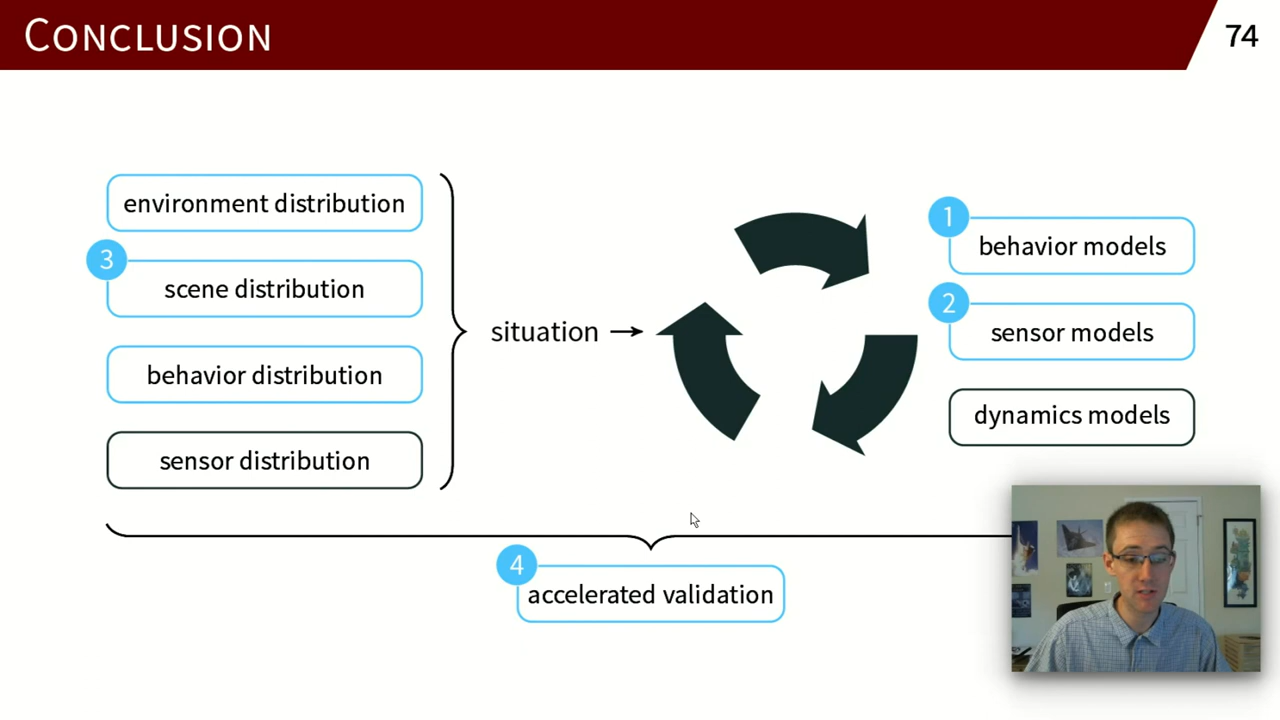 CONCLUSION
74
environment distribution
3
scene distribution
behavior distribution
sensor distribution
situation
1
behavior models
2
sensor models
dynamics models
4
accelerated validation